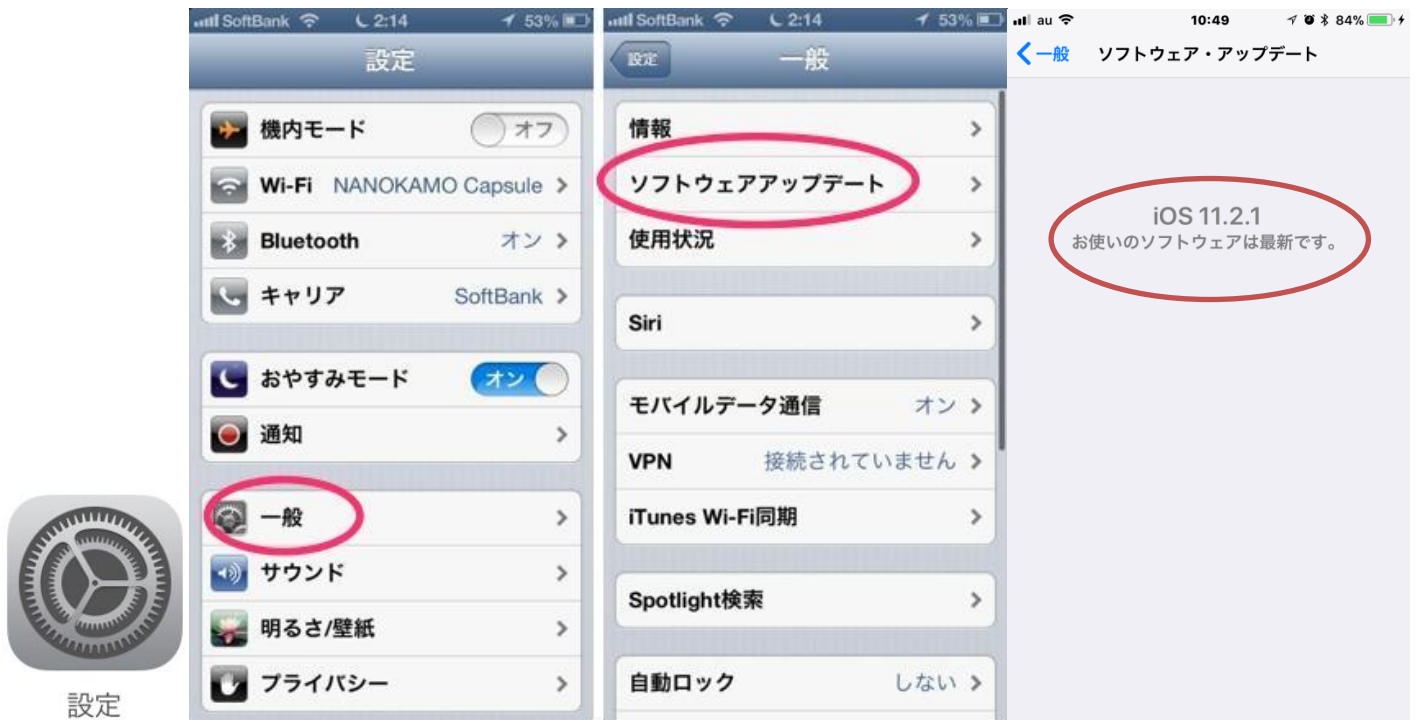 設定
SoftBank 2:14 53%
設定
機内モード オフ
Wi-Fi NANOKAMO Capsule
Bluetooth オン
キャリア SoftBank
おやすみモード オン
通知
一般
サウンド
明るさ/壁紙
プライバシー
SoftBank 2:14 53%
設定 一般
情報
ソフトウェアアップデート
使用状況
Siri
モバイルデータ通信 オン
VPN 接続されていません
iTunes Wi-Fi同期
Spotlight検索
自動ロック しない
au 10:49 84%
一般 ソフトウェア・アップデート
iOS 11.2.1
お使いのソフトウェアは最新です。